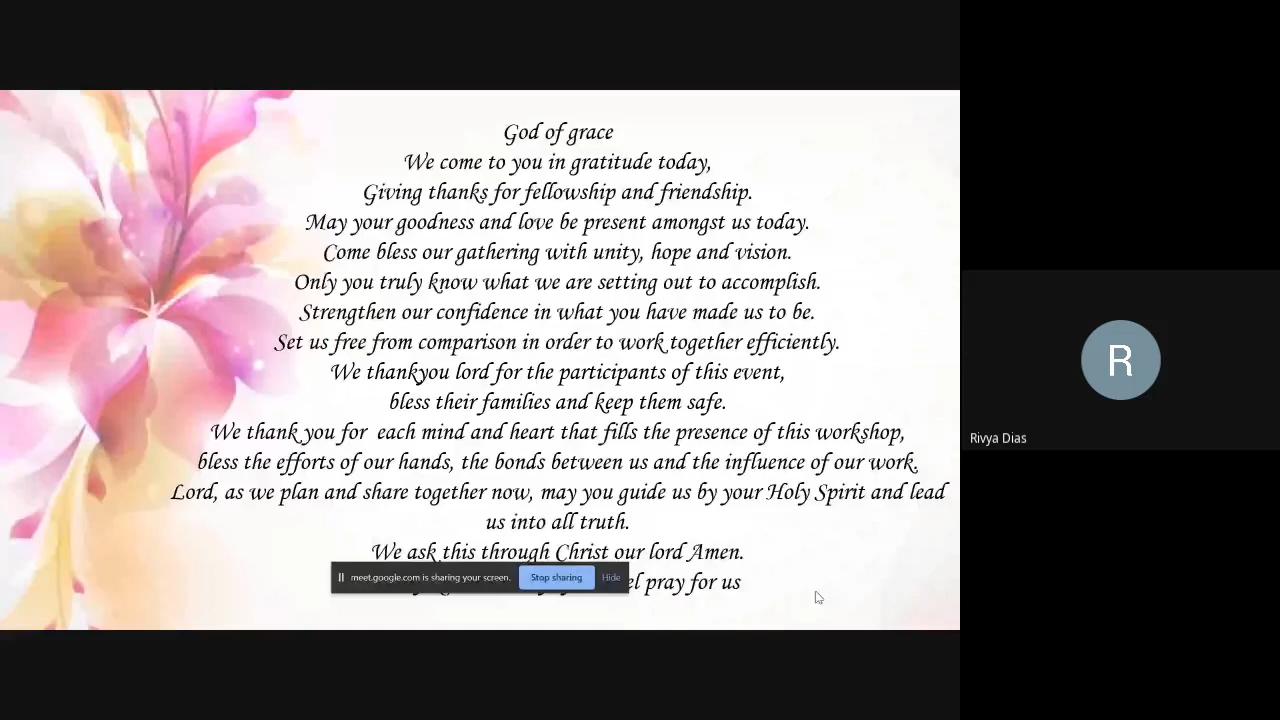 God of grace
We come to you in gratitude today,
Giving thanks for fellowship and friendship.
May your goodness and love be present amongst us today.
Come bless our gathering with unity, hope and vision.
Only you truly know what we are setting out to accomplish.
Strengthen our confidence in what you have made us to be.
Set us free from comparison in order to work together efficiently.
We thankyou lord for the participants of this event,
bless their families and keep them safe.
We thank you for each mind and heart that fills the presence of this workshop,
bless the efforts of our hands, the bonds between us and the influence of our work.
Lord, as we plan and share together now, may you guide us by your Holy Spirit and lead
us into all truth.
We ask this through Christ our lord Amen.
meet.google.com is sharing your screen. Stop sharing Hide
pray for us
R
Rivya Dias